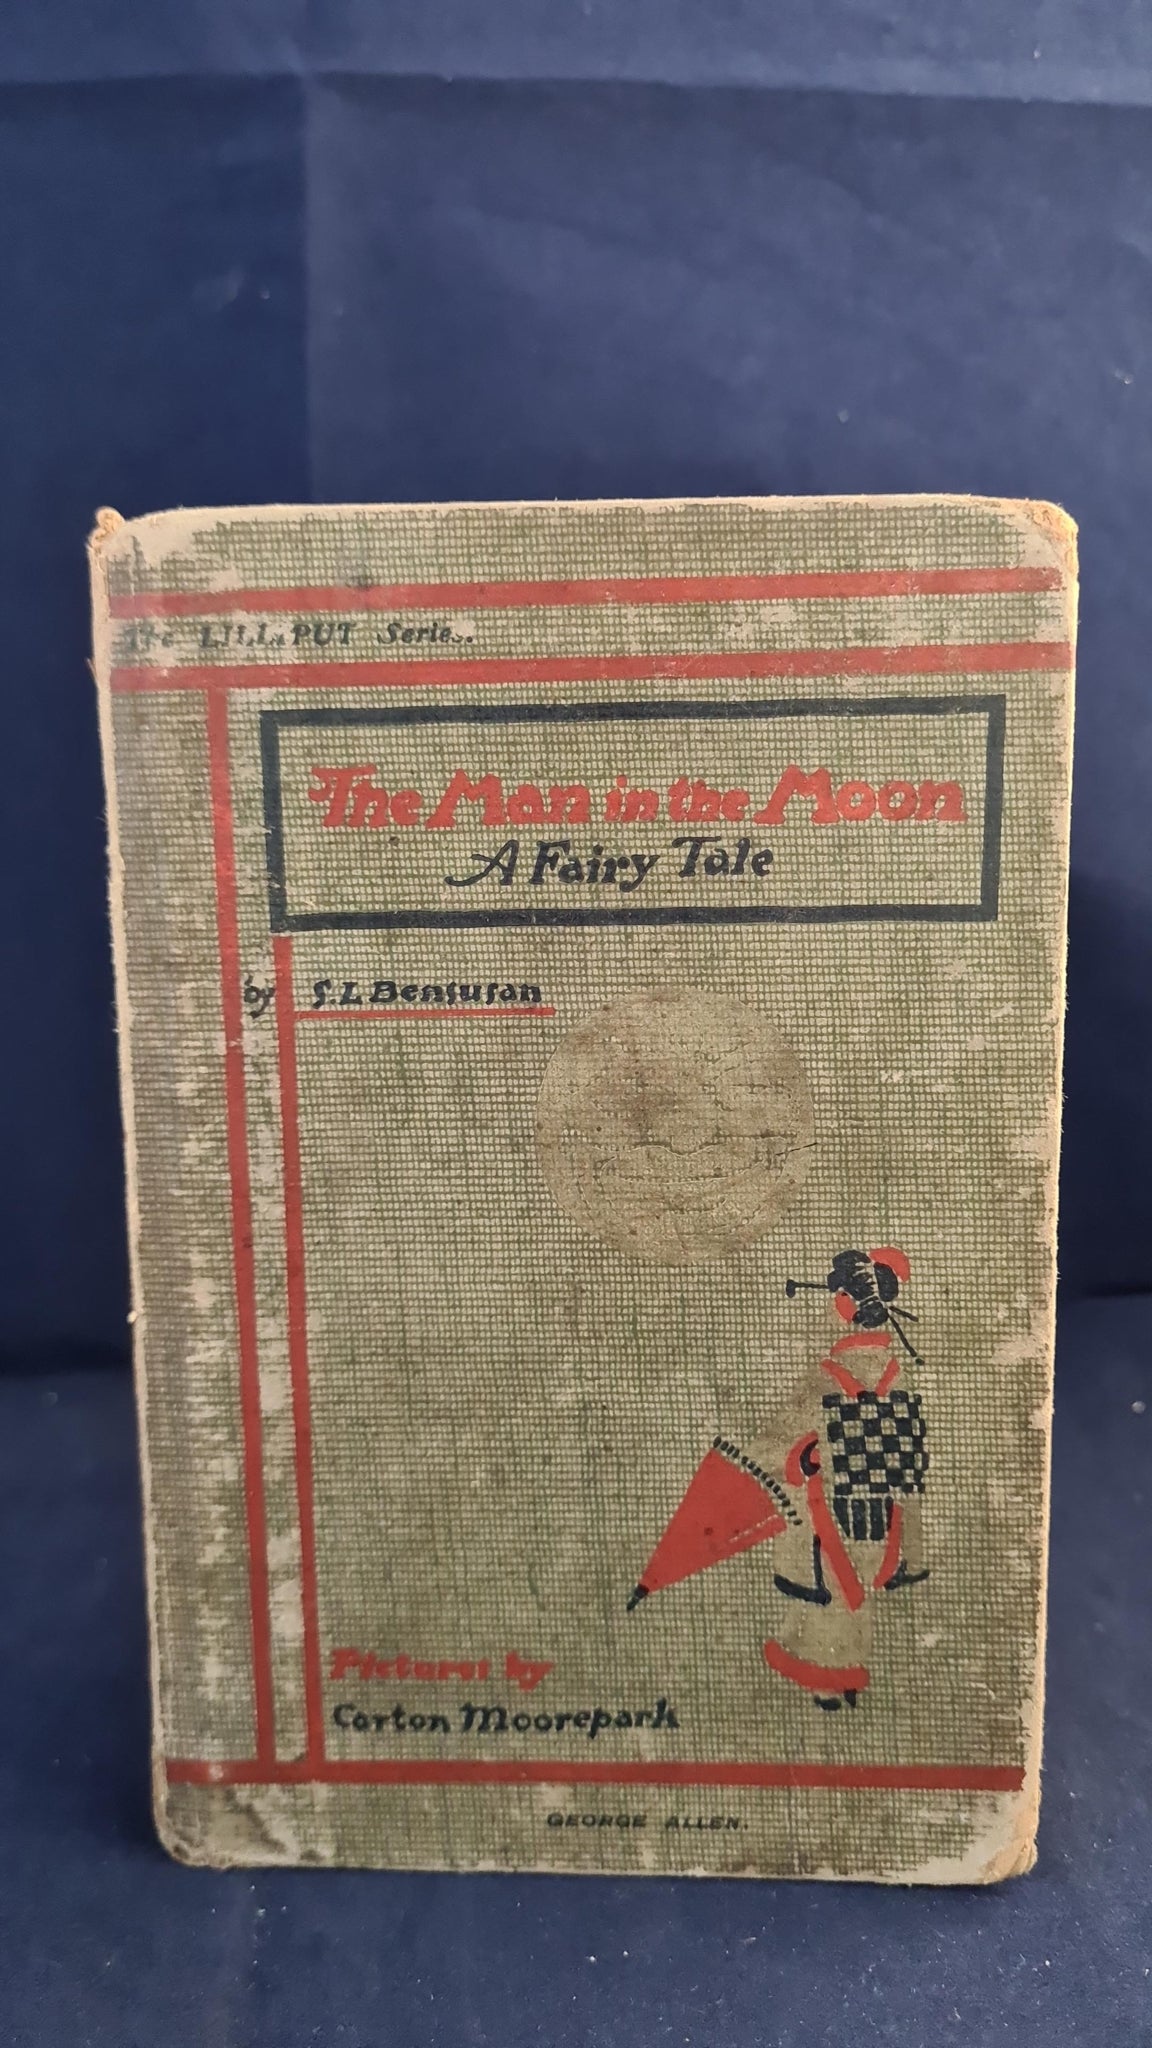 The LILLIPUT Series.
The Man in the Moon
A Fairy Tale
by S.L Bensusan
Pictures by
Carton Moorepark
GEORGE ALLEN.